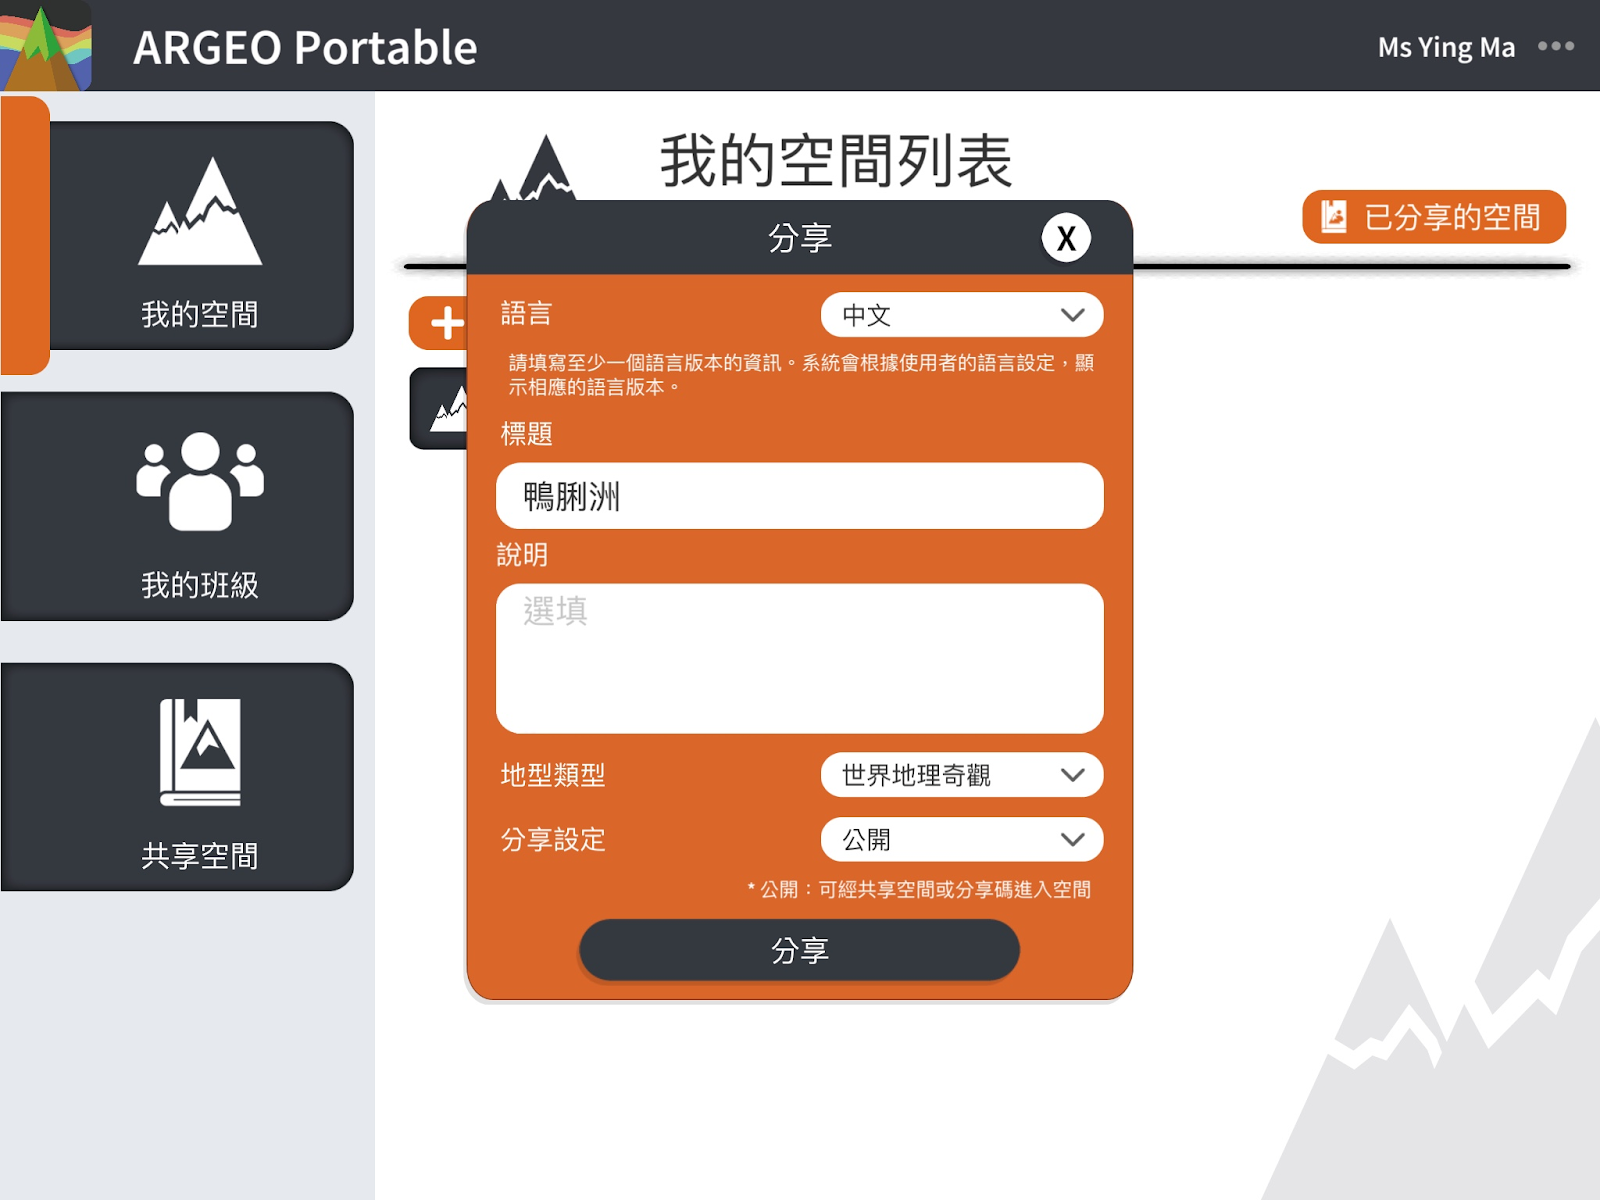 ARGEO Portable
Ms Ying Ma
我的空間
我的班級
共享空間
我的空間列表
已分享的空間
分享
X
語言
中文
請填寫至少一個語言版本的資訊。系統會根據使用者的語言設定，顯
示相應的語言版本。
標題
鴨脷洲
說明
選填
地型類型
世界地理奇觀
分享設定
公開
* 公開：可經共享空間或分享碼進入空間
分享